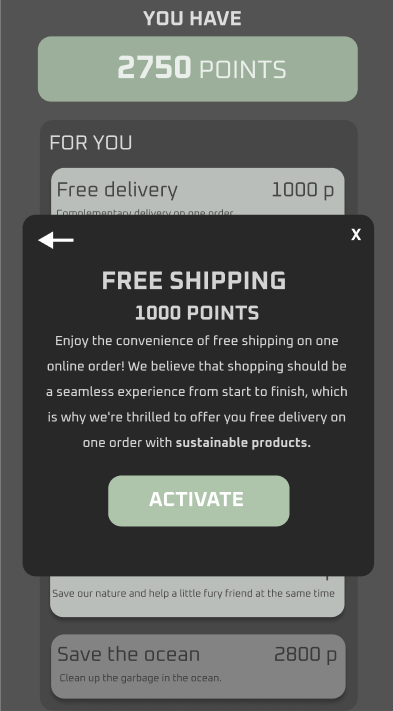 YOU HAVE
2750 POINTS
FOR YOU
Free delivery 1000 p
Complementary delivery on one order
X
FREE SHIPPING
1000 POINTS
Enjoy the convenience of free shipping on one
online order! We believe that shopping should be
a seamless experience from start to finish, which
is why we're thrilled to offer you free delivery on
one order with sustainable products.
ACTIVATE
Save our nature and help a little fury friend at the same time
Save the ocean 2800 p
Clean up the garbage in the ocean.